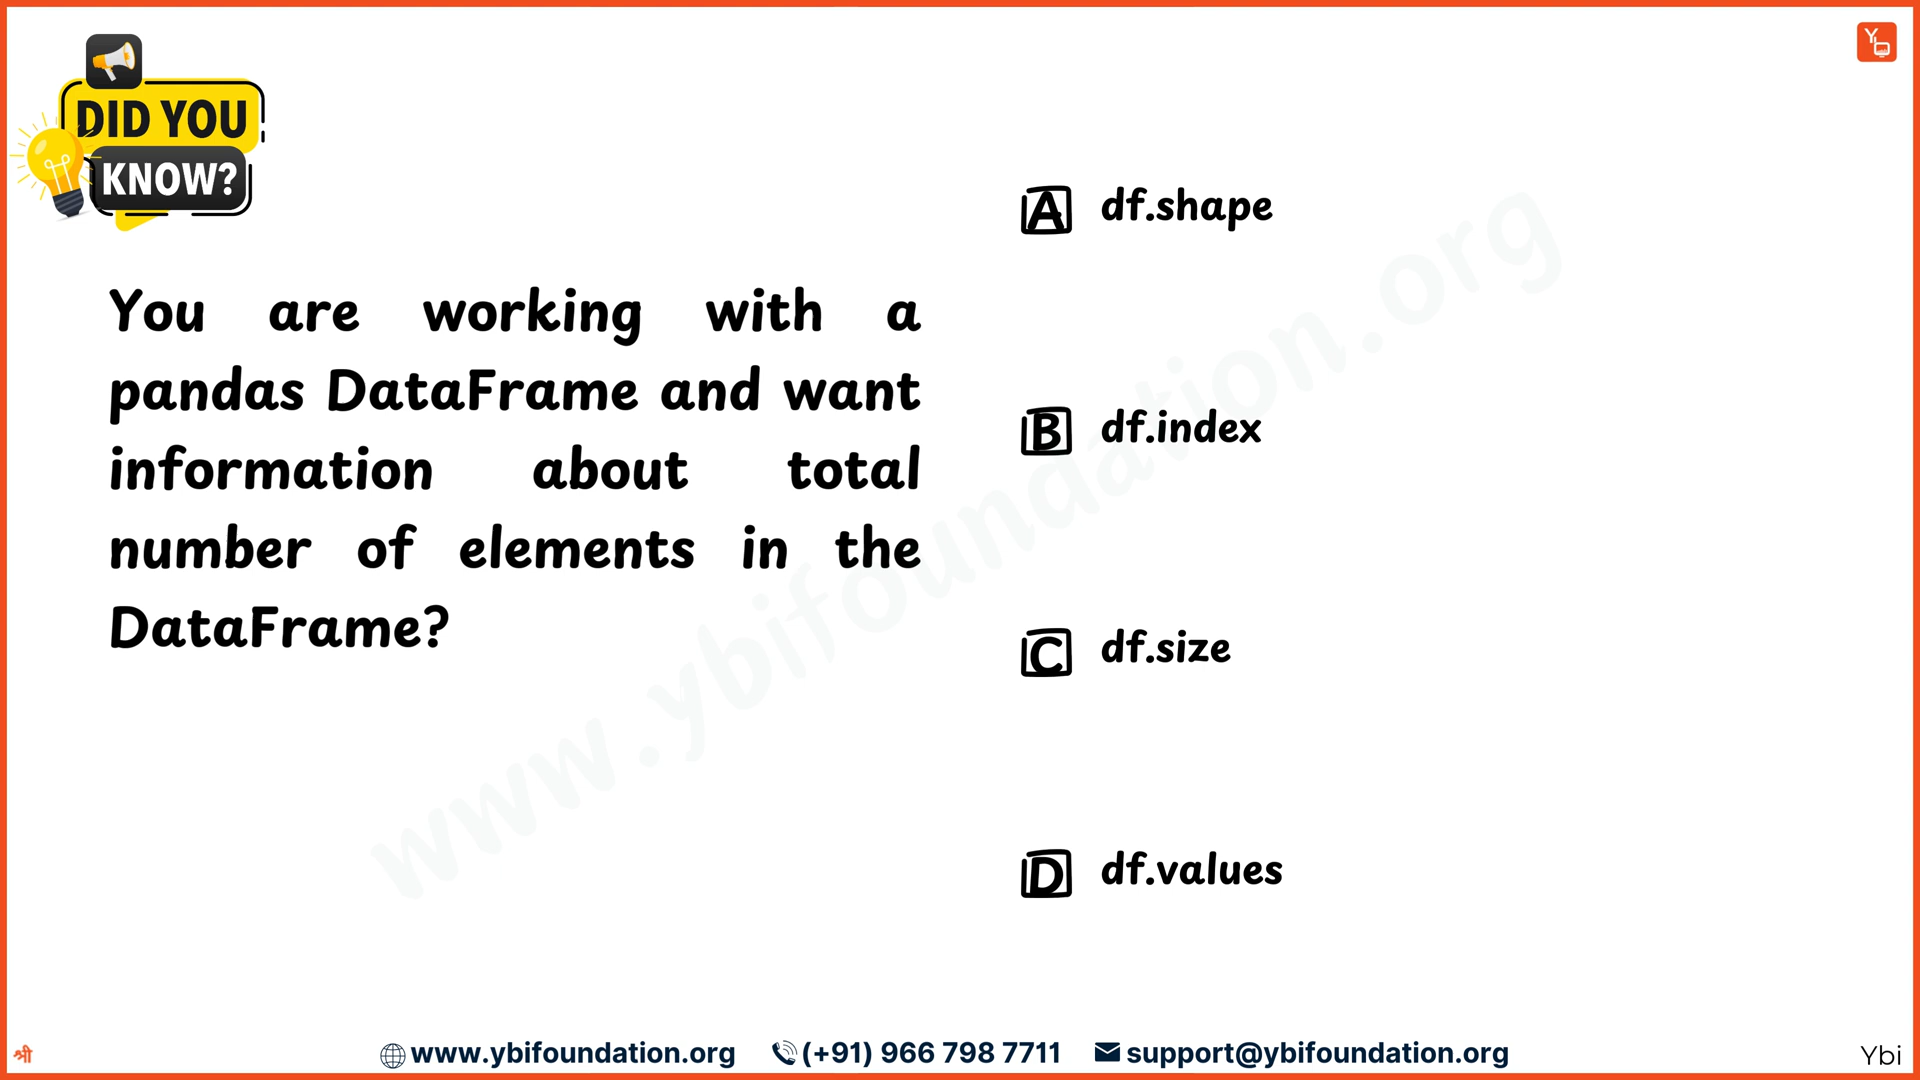 DID YOU
KNOW?
You are working with a
pandas DataFrame and want
information about total
number of elements in the
DataFrame?
A df.shape
B df.index
C df.size
D df.values
www.ybifoundation.org
श्री
www.ybifoundation.org (+91) 966 798 7711 support@ybifoundation.org
Ybi